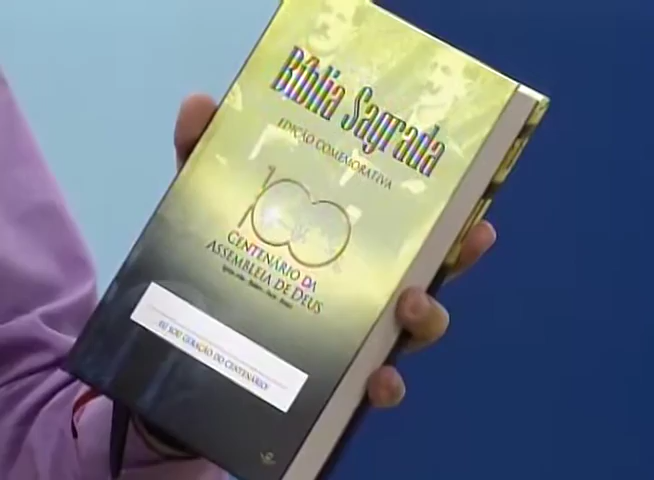 Bíblia Sagrada
EDIÇÃO COMEMORATIVA
100
CENTENÁRIO DA
ASSEMBLEIA DE DEUS
EU SOU GERAÇÃO DO CENTENÁRIO!